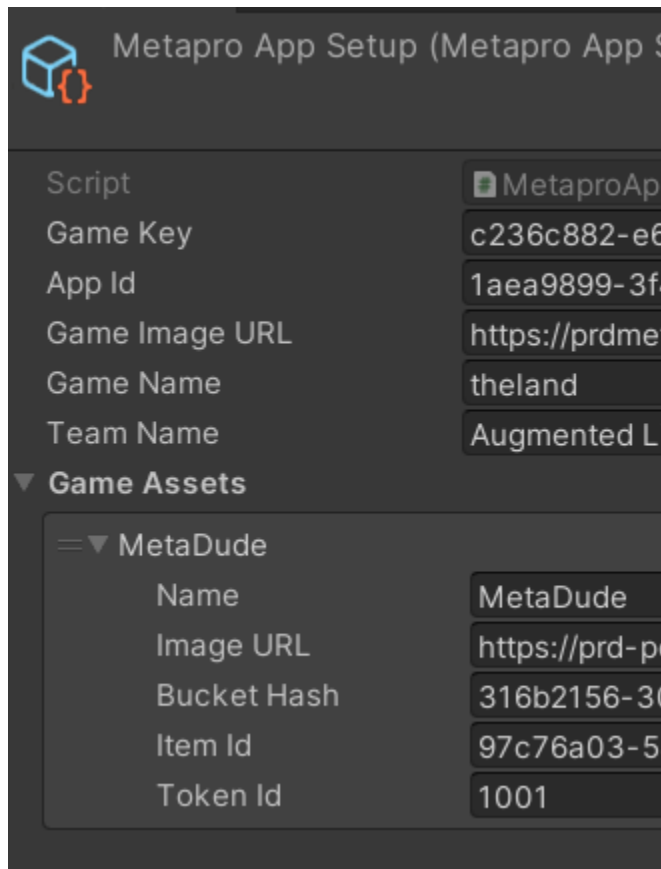 Metapro App Setup (Metapro App S
Script MetaproAp
Game Key c236c882-e6
App Id 1aea9899-3f4
Game Image URL https://prdme
Game Name theland
Team Name Augmented L
Game Assets
MetaDude
Name MetaDude
Image URL https://prd-p
Bucket Hash 316b2156-30
Item Id 97c76a03-5
Token Id 1001